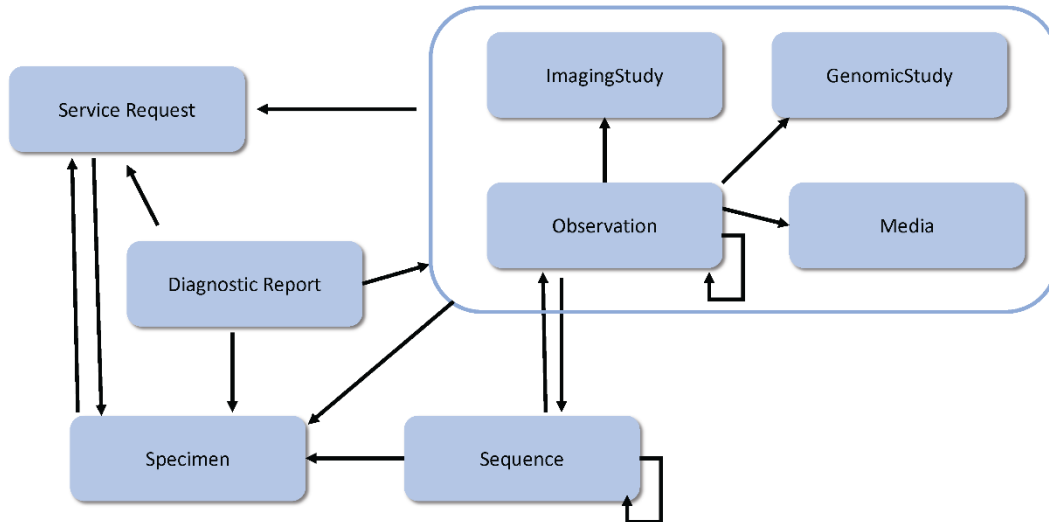 ImagingStudy
GenomicStudy
Service Request
Observation
Media
Diagnostic Report
Specimen
Sequence